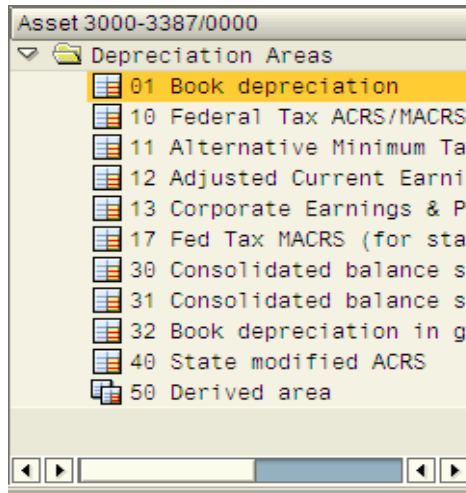 Asset 3000-3387/0000
Depreciation Areas
01 Book depreciation
10 Federal Tax ACRS/MACRS
11 Alternative Minimum Ta
12 Adjusted Current Earni
13 Corporate Earnings & P
17 Fed Tax MACRS (for sta
30 Consolidated balance s
31 Consolidated balance s
32 Book depreciation in g
40 State modified ACRS
50 Derived area